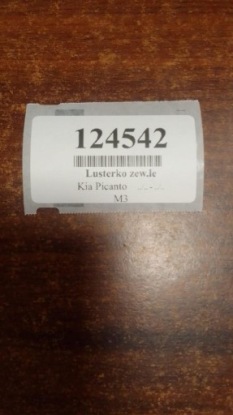 124542
Lusterko zew.le
Kia Picanto
M3